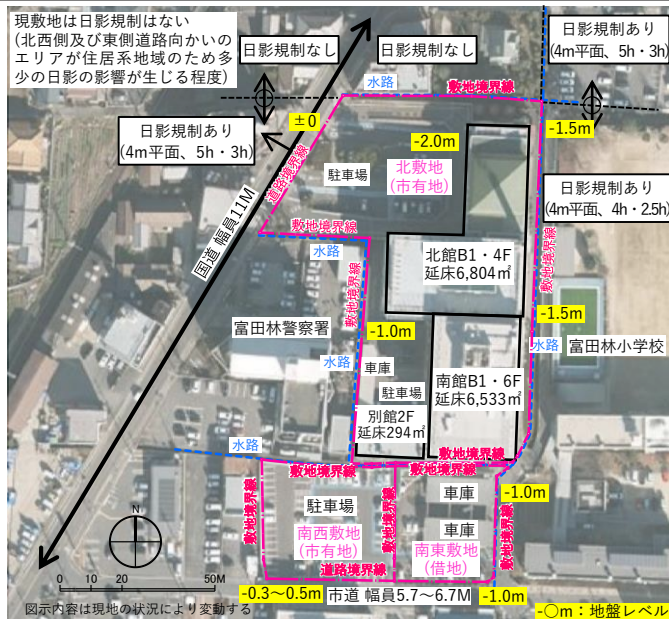 現敷地は日影規制はない
(北西側及び東側道路向かいの
エリアが住居系地域のため多
少の日影の影響が生じる程度)
日影規制なし
日影規制なし
日影規制あり
(4m平面、5h・3h)
水路
敷地境界線
±0
-1.5m
日影規制あり
(4m平面、5h・3h)
-2.0m
北敷地
(市有地)
駐車場
道路境界線
日影規制あり
(4m平面、4h・2.5h)
国道 幅員11M
敷地境界線
水路
敷地境界線
北館B1・4F
延床6,804㎡
敷地境界線
-1.5m
富田林警察署
-1.0m
水路
富田林小学校
水路
車庫
駐車場
南館B1・6F
延床6,533㎡
別館2F
延床294㎡
水路
敷地境界線
敷地境界線
敷地境界線
敷地境界線
駐車場
南西敷地
(市有地)
敷地境界線
車庫
車庫
南東敷地
(借地)
-1.0m
敷地境界線
道路境界線
N
0 10 20 50M
-0.3～0.5m
市道 幅員5.7～6.7M
-1.0m
図示内容は現地の状況により変動する
-○m：地盤レベル